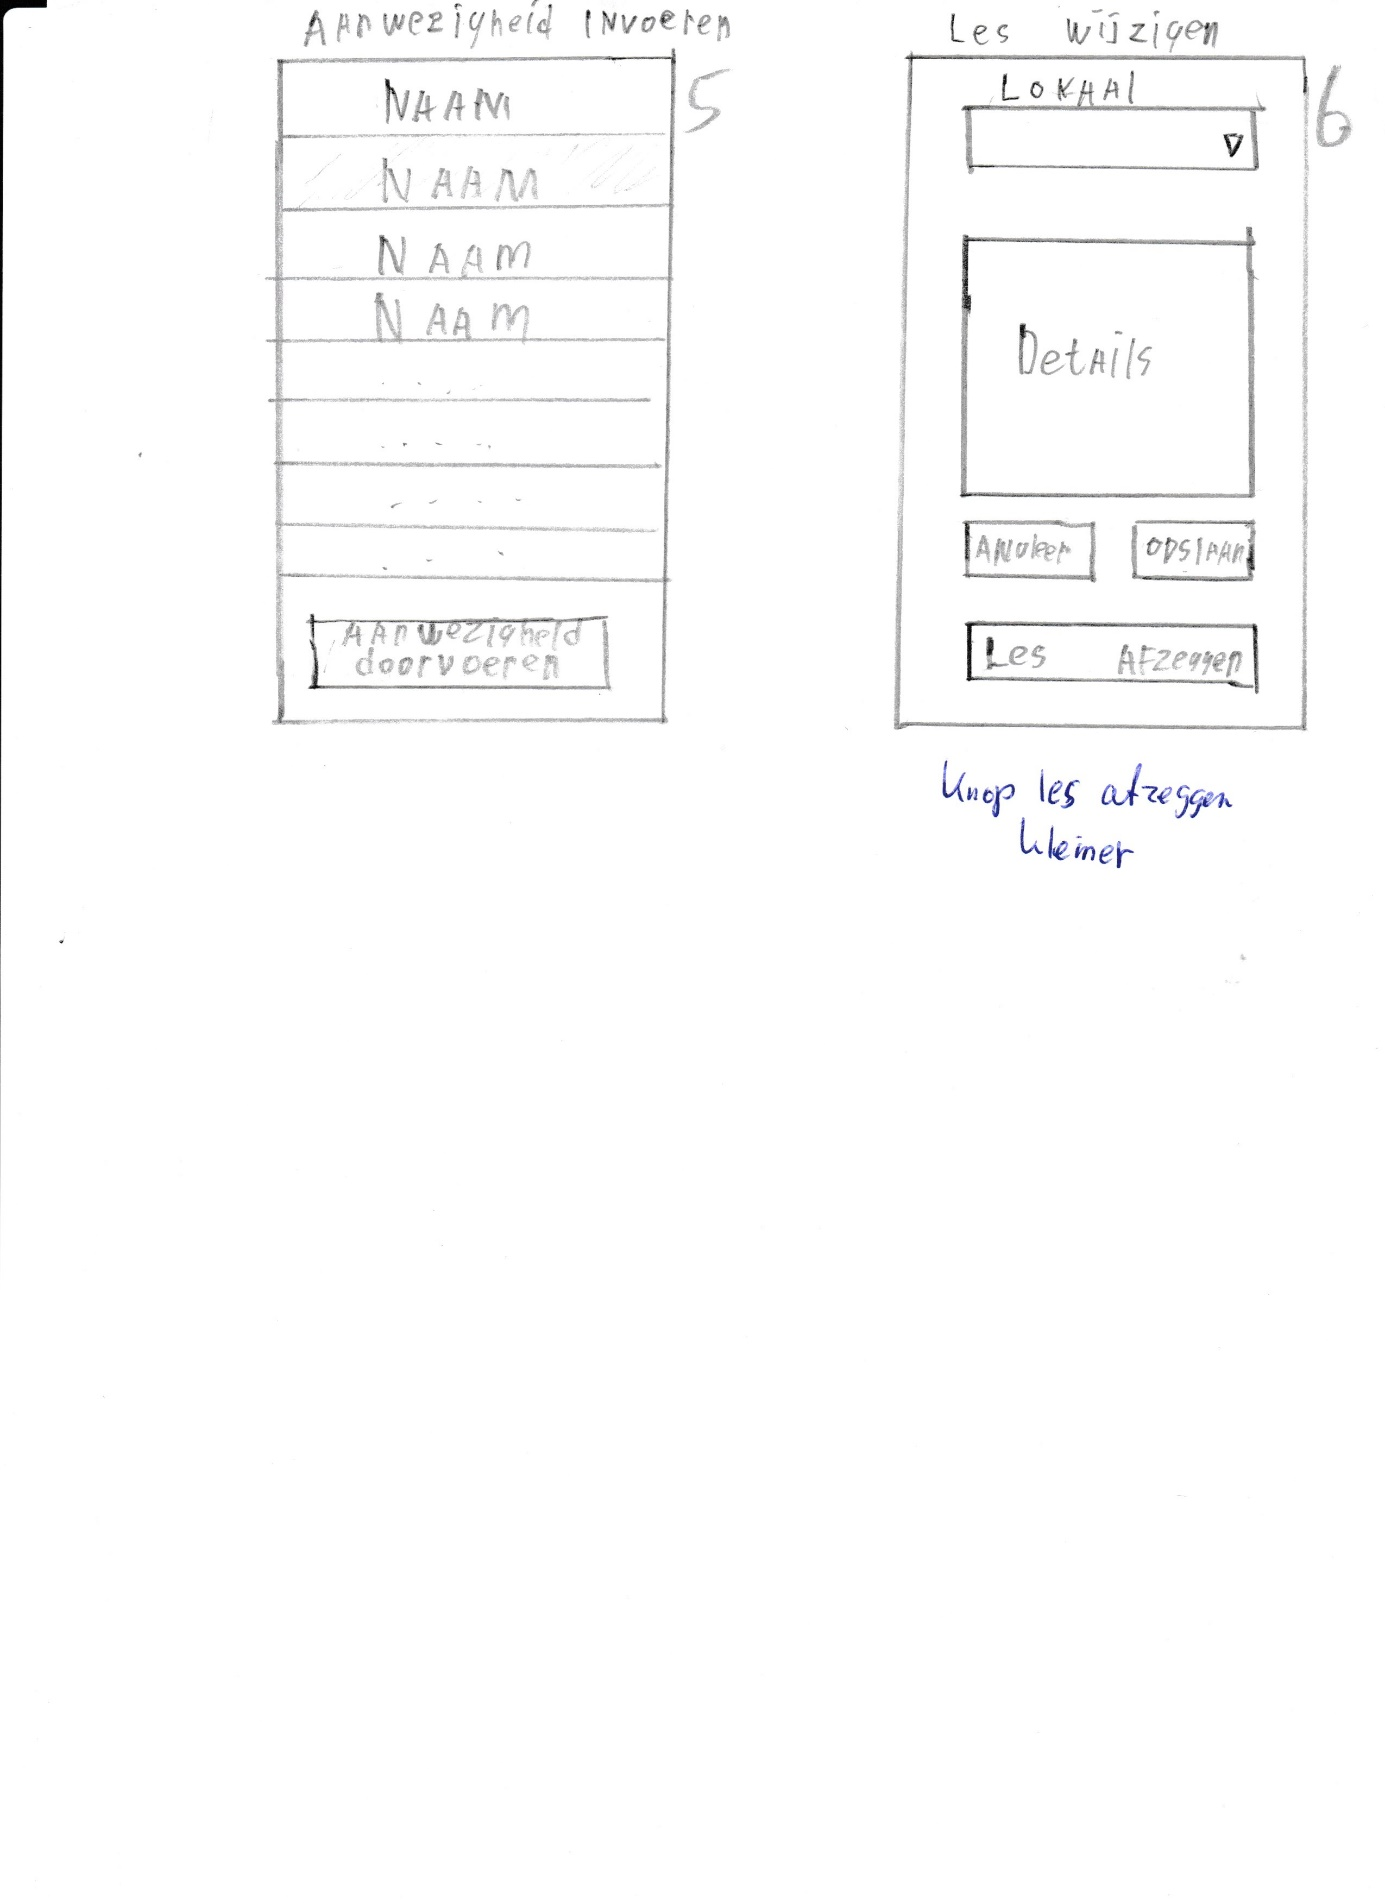 Aanwezigheid invoeren
5
NAAM
NAAM
NAAM
NAAM
Aanwezigheid
doorvoeren
Les wijzigen
6
Lokaal
Details
Anuleer
Opslaan
Les Afzeggen
Knop les afzeggen
kleiner